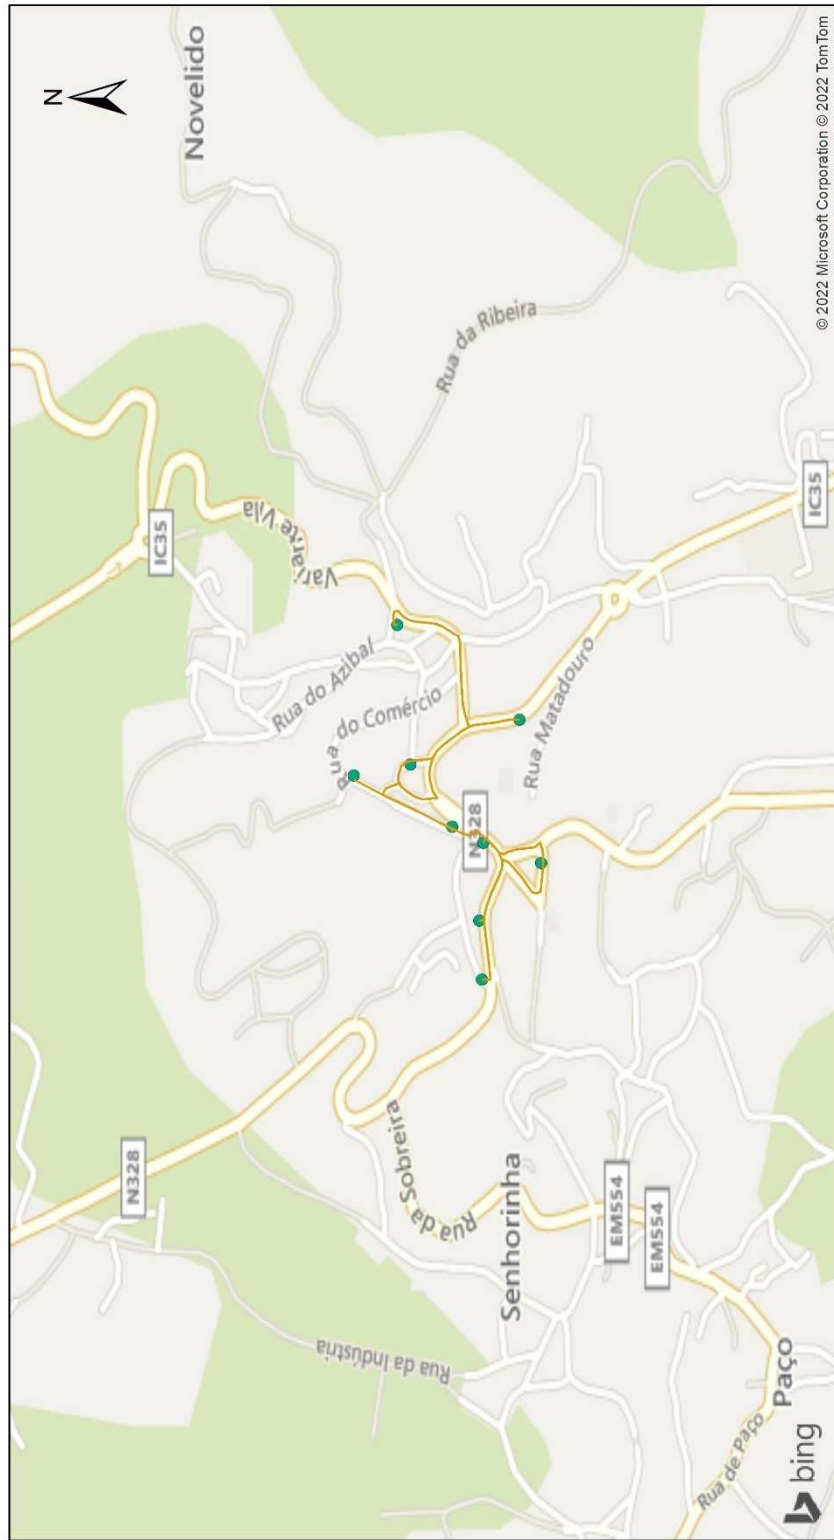 N
Novelido
© 2022 Microsoft Corporation © 2022 TomTom
Rua da Ribeira
IC35
Variante Vila
IC35
Rua do Azibal
Rua do Comércio
Rua Matadouro
N328
N328
Rua da Sobreira
Senhorinha
EM554
EM554
Rua da Indústria
Paço
Rua de Paço
bing